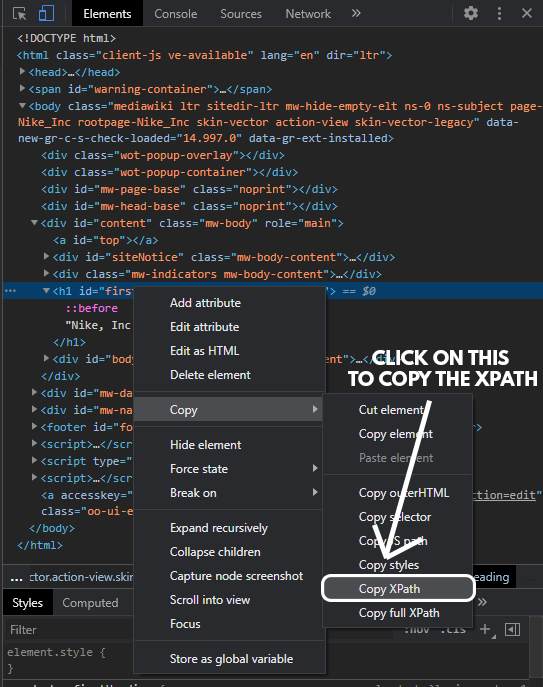 Elements Console Sources Network »
<!DOCTYPE html>
<html class="client-js ve-available" lang="en" dir="ltr">
<head>…</head>
<span id="warning-container">…</span>
<body class="mediawiki ltr sitedir-ltr mw-hide-empty-elt ns-0 ns-subject page-
Nike_Inc rootpage-Nike_Inc skin-vector action-view skin-vector-legacy" data-
new-gr-c-s-check-loaded="14.997.0" data-gr-ext-installed>
<div class="wot-popup-overlay"></div>
<div class="wot-popup-container"></div>
<div id="mw-page-base" class="noprint"></div>
<div id="mw-head-base" class="noprint"></div>
<div id="content" class="mw-body" role="main">
<a id="top"></a>
<div id="siteNotice" class="mw-body-content">…</div>
<div class="mw-indicators mw-body-content">…</div>
… <h1 id="firs "> == $0
::before
"Nike, Inc
</h1>
<div id="body ent">…</div>
</div>
<div id="mw-da
<div id="mw-na
<footer id="fo r>
<script>…</scr
<script type="
<script>…</scr
<a accesskey=" ction=edit"
class="oo-ui-e
</body>
</html>
Add attribute
Edit attribute
Edit as HTML
Delete element
Copy
Hide element
Force state
Break on
Expand recursively
Collapse children
Capture node screenshot
Scroll into view
Focus
Store as global variable
CLICK ON THIS
TO COPY THE XPATH
Cut element
Copy element
Paste element
Copy outerHTML
Copy selector
Copy JS path
Copy styles
Copy XPath
Copy full XPath
... ctor.action-view.skin eading
Styles Computed »
Filter :hov .cls +
element.style {
}